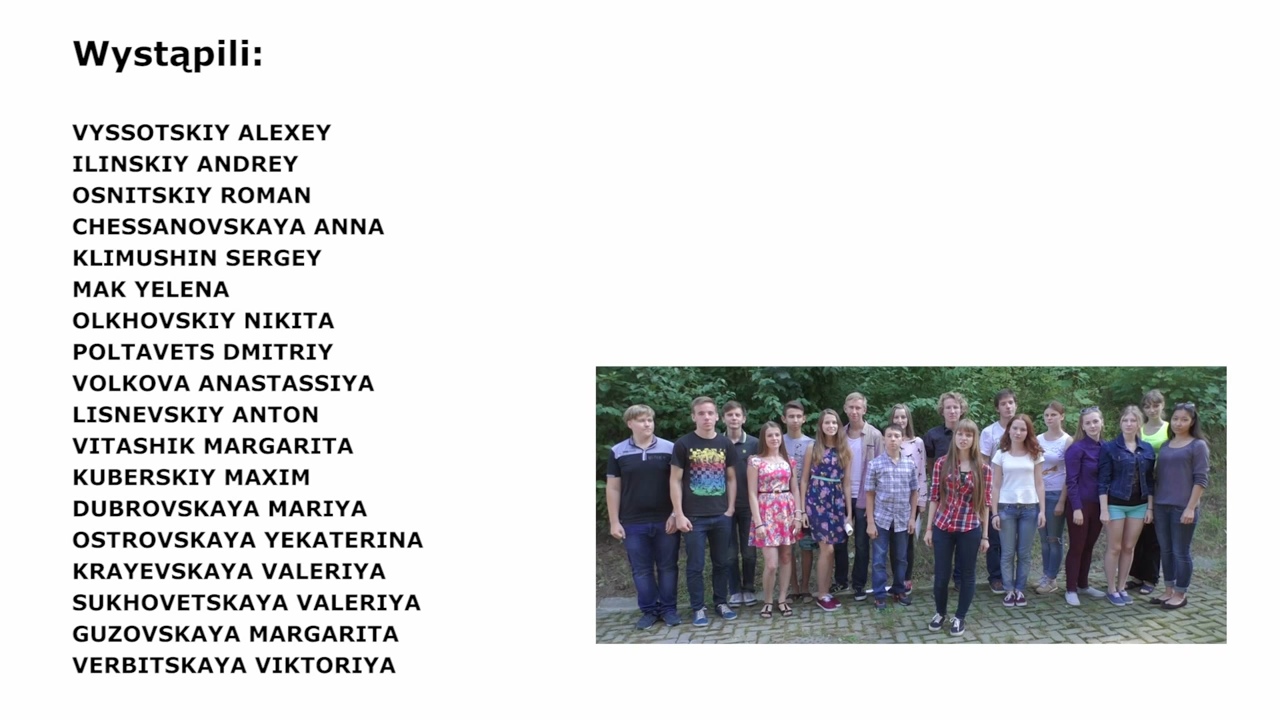 Wystąpili:
VYSSOTSKIY ALEXEY
ILINSKIY ANDREY
OSNITSKIY ROMAN
CHESSANOVSKAYA ANNA
KLIMUSHIN SERGEY
MAK YELENA
OLKHOVSKIY NIKITA
POLTAVETS DMITRIY
VOLKOVA ANASTASSIYA
LISNEVSKIY ANTON
VITASHIK MARGARITA
KUBERSKIY MAXIM
DUBROVSKAYA MARIYA
OSTROVSKAYA YEKATERINA
KRAYEVSKAYA VALERIYA
SUKHOVETSKAYA VALERIYA
GUZOVSKAYA MARGARITA
VERBITSKAYA VIKTORIYA